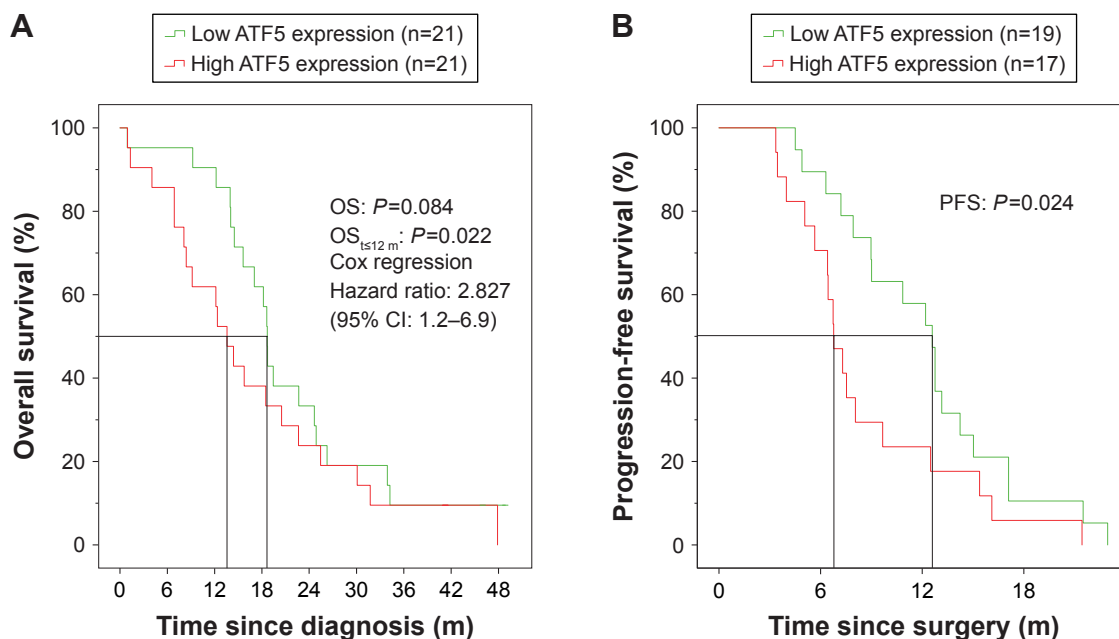 A
Low ATF5 expression (n=21)
High ATF5 expression (n=21)
Overall survival (%)
100
80
60
40
20
0
OS: P=0.084
OSt≤12 m: P=0.022
Cox regression
Hazard ratio: 2.827
(95% CI: 1.2–6.9)
0 6 12 18 24 30 36 42 48
Time since diagnosis (m)
B
Low ATF5 expression (n=19)
High ATF5 expression (n=17)
Progression-free survival (%)
100
80
60
40
20
0
PFS: P=0.024
0 6 12 18
Time since surgery (m)